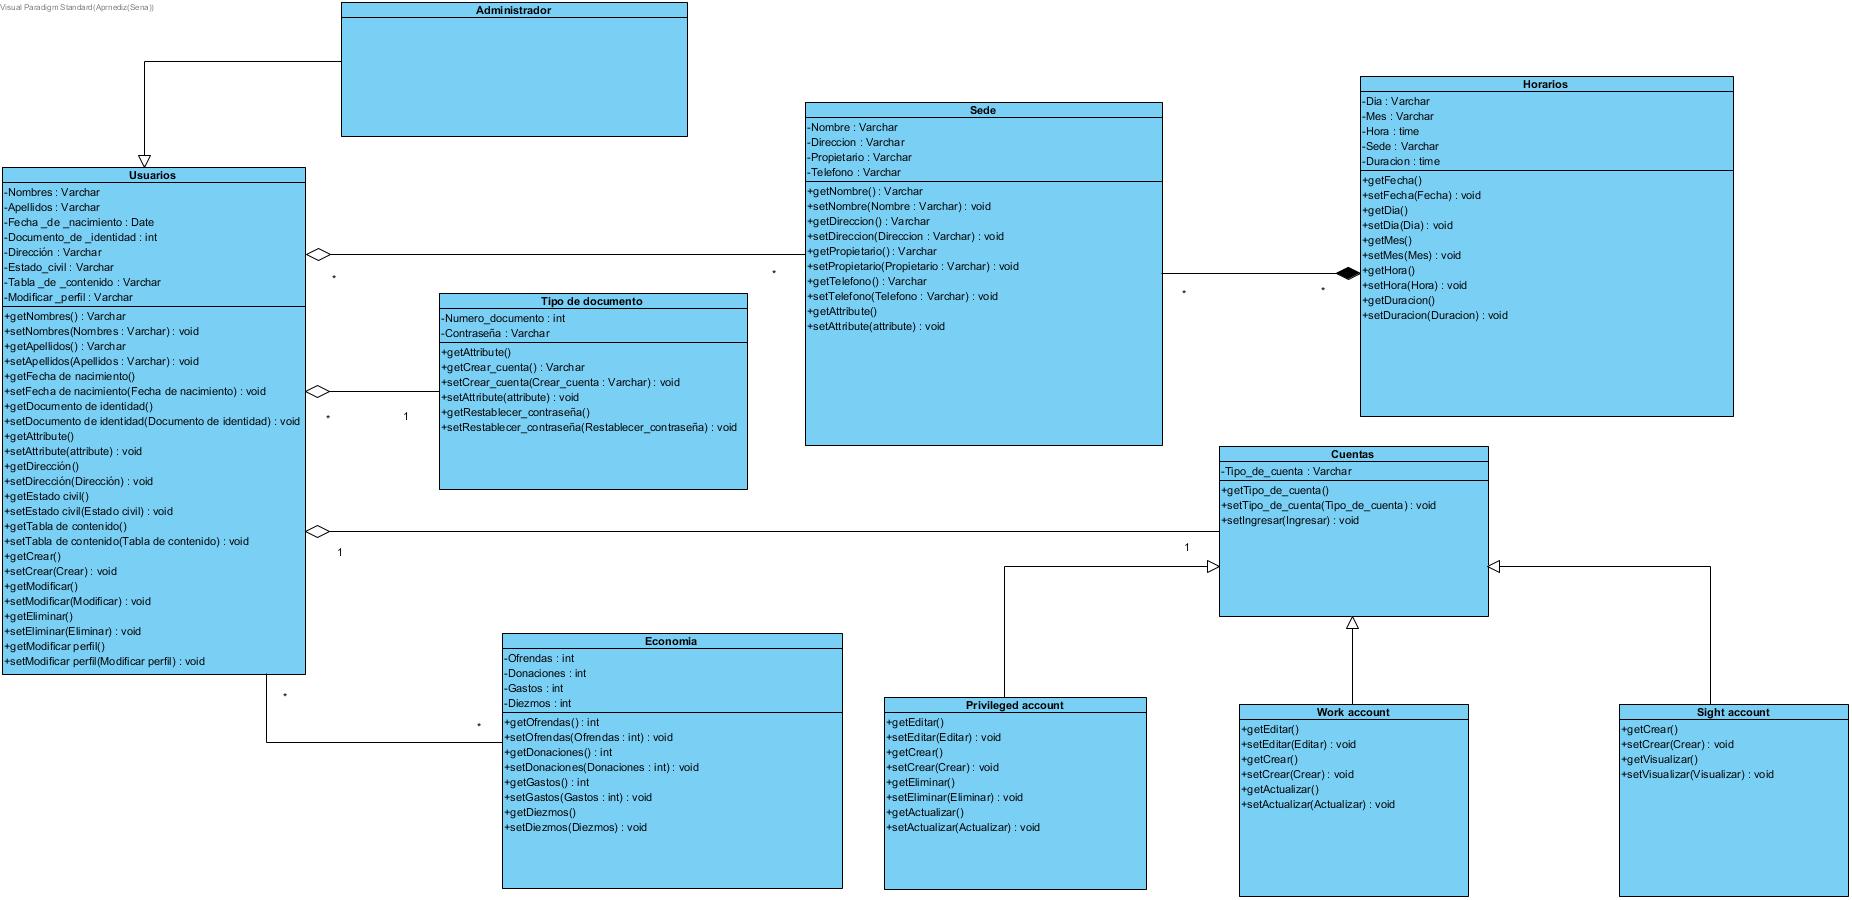 Visual Paradigm Standard(Aprnediz(Sena))
Administrador
Usuarios
-Nombres : Varchar
-Apellidos : Varchar
-Fecha _de _nacimiento : Date
-Documento_de _identidad : int
-Dirección : Varchar
-Estado_civil : Varchar
-Tabla _de _contenido : Varchar
-Modificar _perfil : Varchar
+getNombres() : Varchar
+setNombres(Nombres : Varchar) : void
+getApellidos() : Varchar
+setApellidos(Apellidos : Varchar) : void
+getFecha de nacimiento()
+setFecha de nacimiento(Fecha de nacimiento) : void
+getDocumento de identidad()
+setDocumento de identidad(Documento de identidad) : void
+getAttribute()
+setAttribute(attribute) : void
+getDirección()
+setDirección(Dirección) : void
+getEstado civil()
+setEstado civil(Estado civil) : void
+getTabla de contenido()
+setTabla de contenido(Tabla de contenido) : void
+getCrear()
+setCrear(Crear) : void
+getModificar()
+setModificar(Modificar) : void
+getEliminar()
+setEliminar(Eliminar) : void
+getModificar perfil()
+setModificar perfil(Modificar perfil) : void
*
*
*
1
1
1
*
*
Tipo de documento
-Numero_documento : int
-Contraseña : Varchar
+getAttribute()
+getCrear_cuenta() : Varchar
+setCrear_cuenta(Crear_cuenta : Varchar) : void
+setAttribute(attribute) : void
+getRestablecer_contraseña()
+setRestablecer_contraseña(Restablecer_contraseña) : void
Sede
-Nombre : Varchar
-Direccion : Varchar
-Propietario : Varchar
-Telefono : Varchar
+getNombre() : Varchar
+setNombre(Nombre : Varchar) : void
+getDireccion() : Varchar
+setDireccion(Direccion : Varchar) : void
+getPropietario() : Varchar
+setPropietario(Propietario : Varchar) : void
+getTelefono() : Varchar
+setTelefono(Telefono : Varchar) : void
+getAttribute()
+setAttribute(attribute) : void
*
*
Horarios
-Dia : Varchar
-Mes : Varchar
-Hora : time
-Sede : Varchar
-Duracion : time
+getFecha()
+setFecha(Fecha) : void
+getDia()
+setDia(Dia) : void
+getMes()
+setMes(Mes) : void
+getHora()
+setHora(Hora) : void
+getDuracion()
+setDuracion(Duracion) : void
Cuentas
-Tipo_de_cuenta : Varchar
+getTipo_de_cuenta()
+setTipo_de_cuenta(Tipo_de_cuenta) : void
+setIngresar(Ingresar) : void
Economia
-Ofrendas : int
-Donaciones : int
-Gastos : int
-Diezmos : int
+getOfrendas() : int
+setOfrendas(Ofrendas : int) : void
+getDonaciones() : int
+setDonaciones(Donaciones : int) : void
+getGastos() : int
+setGastos(Gastos : int) : void
+getDiezmos()
+setDiezmos(Diezmos) : void
Privileged account
+getEditar()
+setEditar(Editar) : void
+getCrear()
+setCrear(Crear) : void
+getEliminar()
+setEliminar(Eliminar) : void
+getActualizar()
+setActualizar(Actualizar) : void
Work account
+getEditar()
+setEditar(Editar) : void
+getCrear()
+setCrear(Crear) : void
+getActualizar()
+setActualizar(Actualizar) : void
Sight account
+getCrear()
+setCrear(Crear) : void
+getVisualizar()
+setVisualizar(Visualizar) : void